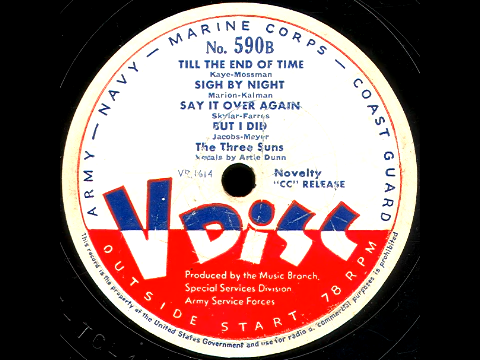 ARMY — NAVY — MARINE CORPS — COAST GUARD
No. 590B
TILL THE END OF TIME
Kaye-Mossman
SIGH BY NIGHT
Marion-Kalman
SAY IT OVER AGAIN
Skylar-Farres
BUT I DID
Jacobs-Meyer
The Three Suns
Vocals by Artie Dunn
VP 1614
Novelty
"CC" RELEASE
V DISC
Produced by the Music Branch,
Special Services Division
Army Service Forces
OUTSIDE START. 78 RPM
This record is the property of the United States Government and use for radio or commercial purposes is prohibited